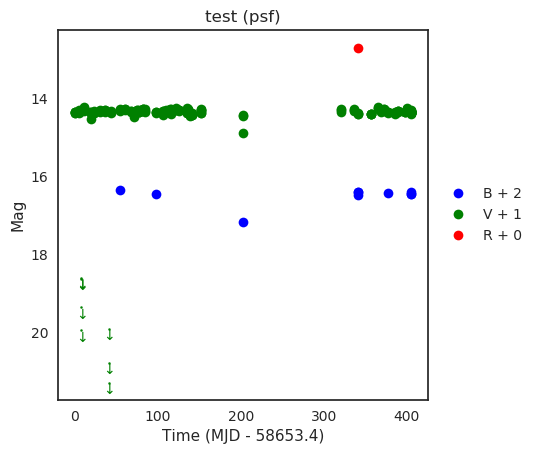 test (psf)
Mag
14
16
18
20
0 100 200 300 400
Time (MJD - 58653.4)
B + 2
V + 1
R + 0